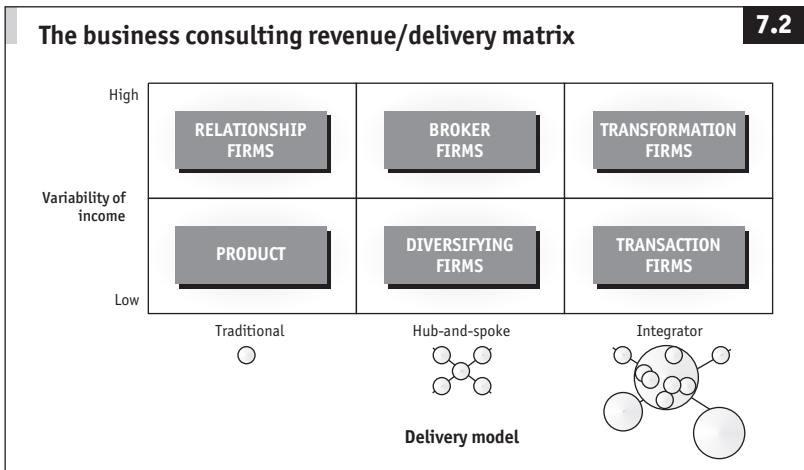 The business consulting revenue/delivery matrix
7.2
High
RELATIONSHIP
FIRMS
BROKER
FIRMS
TRANSFORMATION
FIRMS
Variability of
income
PRODUCT
DIVERSIFYING
FIRMS
TRANSACTION
FIRMS
Low
Traditional
Hub-and-spoke
Integrator
Delivery model